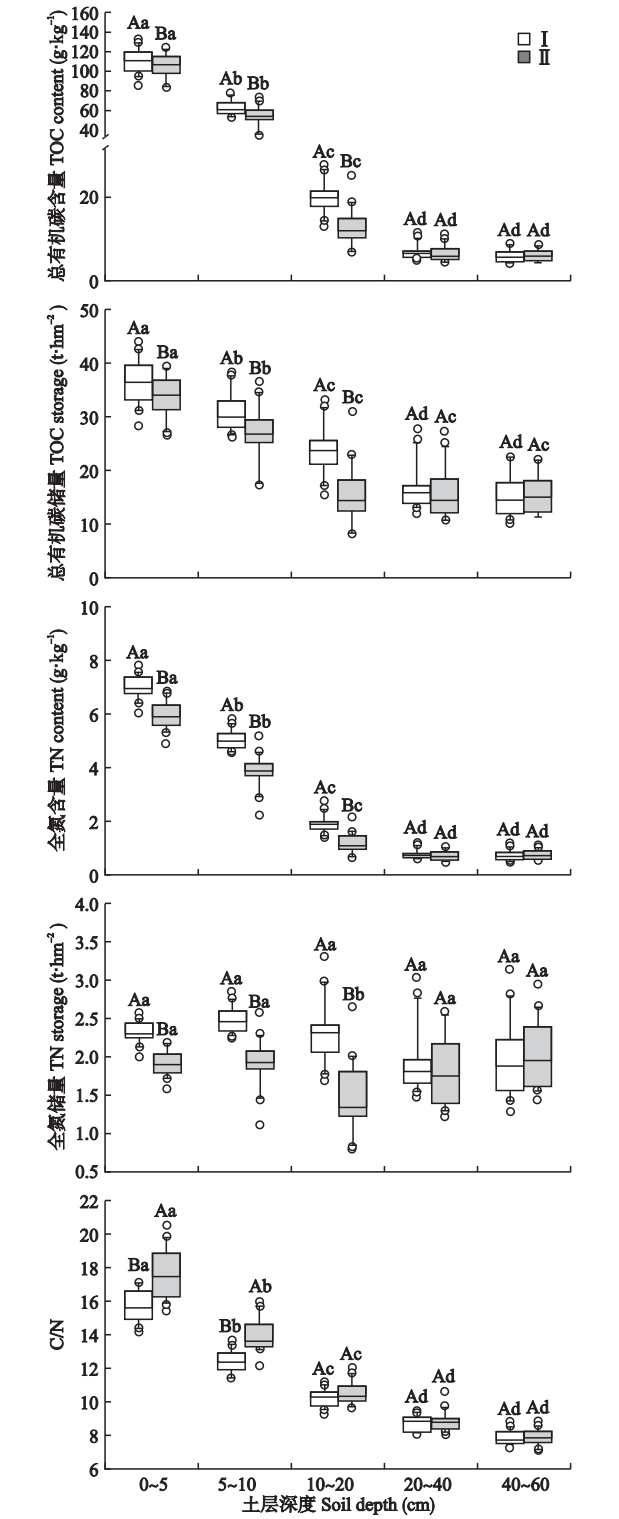 总有机碳含量 TOC content (g·kg⁻¹)
160
140
120
100
80
60
40
20
0
Aa
Ba
Ab
Bb
Ac
Bc
Ad
Ad
Ad
Ad
Ⅰ
Ⅱ
总有机碳储量 TOC storage (t·hm⁻²)
50
40
30
20
10
0
Aa
Ba
Ab
Bb
Ac
Bc
Ad
Ac
Ad
Ac
全氮含量 TN content (g·kg⁻¹)
10
8
6
4
2
0
Aa
Ba
Ab
Bb
Ac
Bc
Ad
Ad
Ad
Ad
全氮储量 TN storage (t·hm⁻²)
4.0
3.5
3.0
2.5
2.0
1.5
1.0
0.5
Aa
Ba
Aa
Ba
Aa
Bb
Aa
Aa
Aa
Aa
C/N
22
20
18
16
14
12
10
8
6
Ba
Aa
Bb
Ab
Ac
Ac
Ad
Ad
Ad
Ad
0~5 5~10 10~20 20~40 40~60
土层深度 Soil depth (cm)